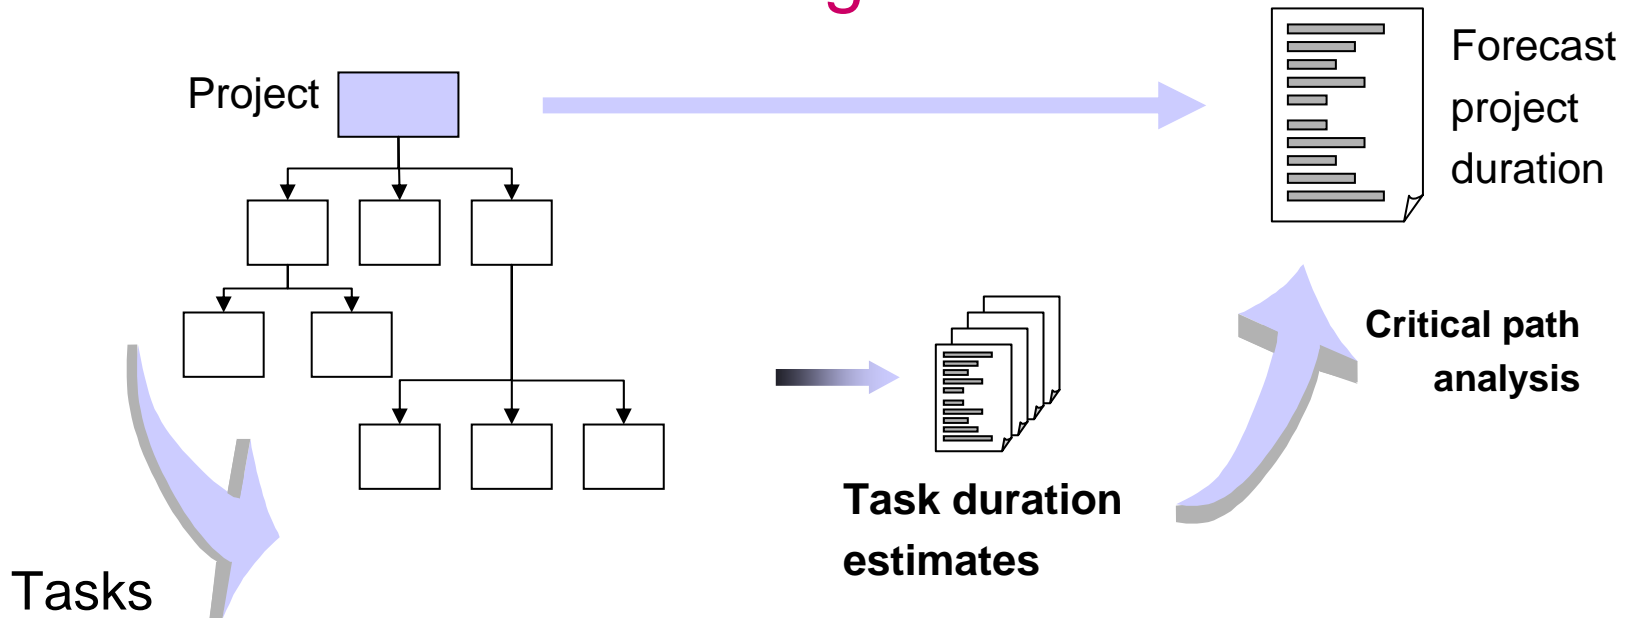 Project
Forecast
project
duration
Critical path
analysis
Task duration
estimates
Tasks